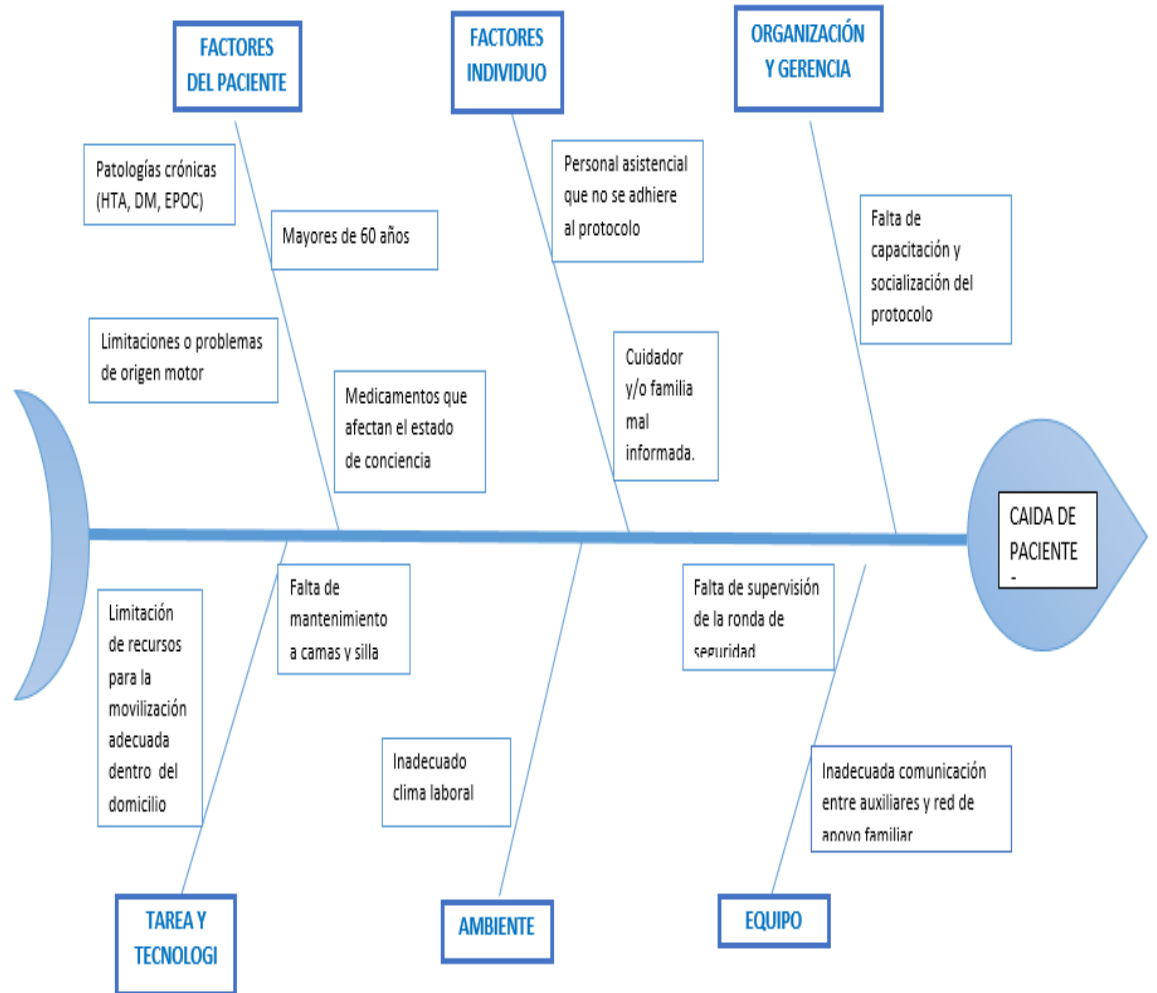 FACTORES
DEL PACIENTE
FACTORES
INDIVIDUO
ORGANIZACIÓN
Y GERENCIA
Patologías crónicas
(HTA, DM, EPOC)
Mayores de 60 años
Limitaciones o problemas
de origen motor
Medicamentos que
afectan el estado
de conciencia
Personal asistencial
que no se adhiere
al protocolo
Cuidador
y/o familia
mal
informada.
Falta de
capacitación y
socialización del
protocolo
CAIDA DE
PACIENTE
-
Limitación
de recursos
para la
movilización
adecuada
dentro del
domicilio
Falta de
mantenimiento
a camas y silla
Inadecuado
clima laboral
Falta de supervisión
de la ronda de
seguridad
Inadecuada comunicación
entre auxiliares y red de
apoyo familiar
TAREA Y
TECNOLOGI
AMBIENTE
EQUIPO